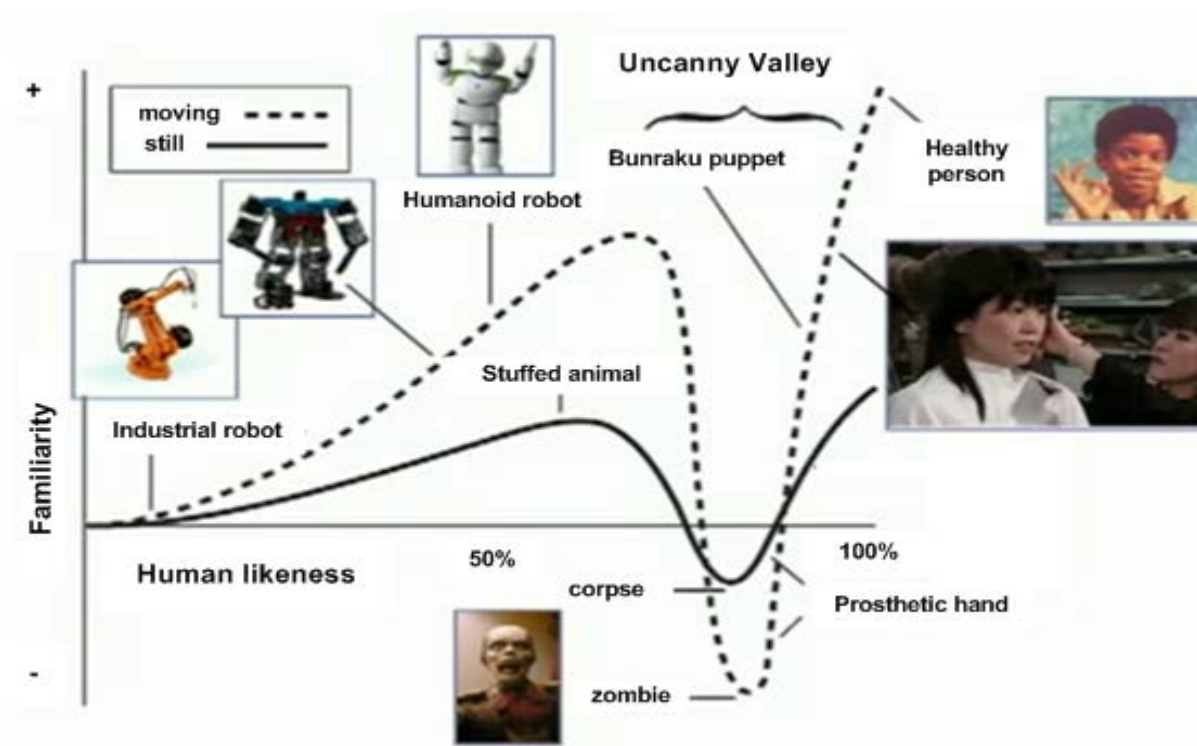 Uncanny Valley
+
moving
still
Bunraku puppet
Healthy
person
Humanoid robot
Stuffed animal
Industrial robot
Familiarity
Human likeness
50%
100%
corpse
Prosthetic hand
-
zombie